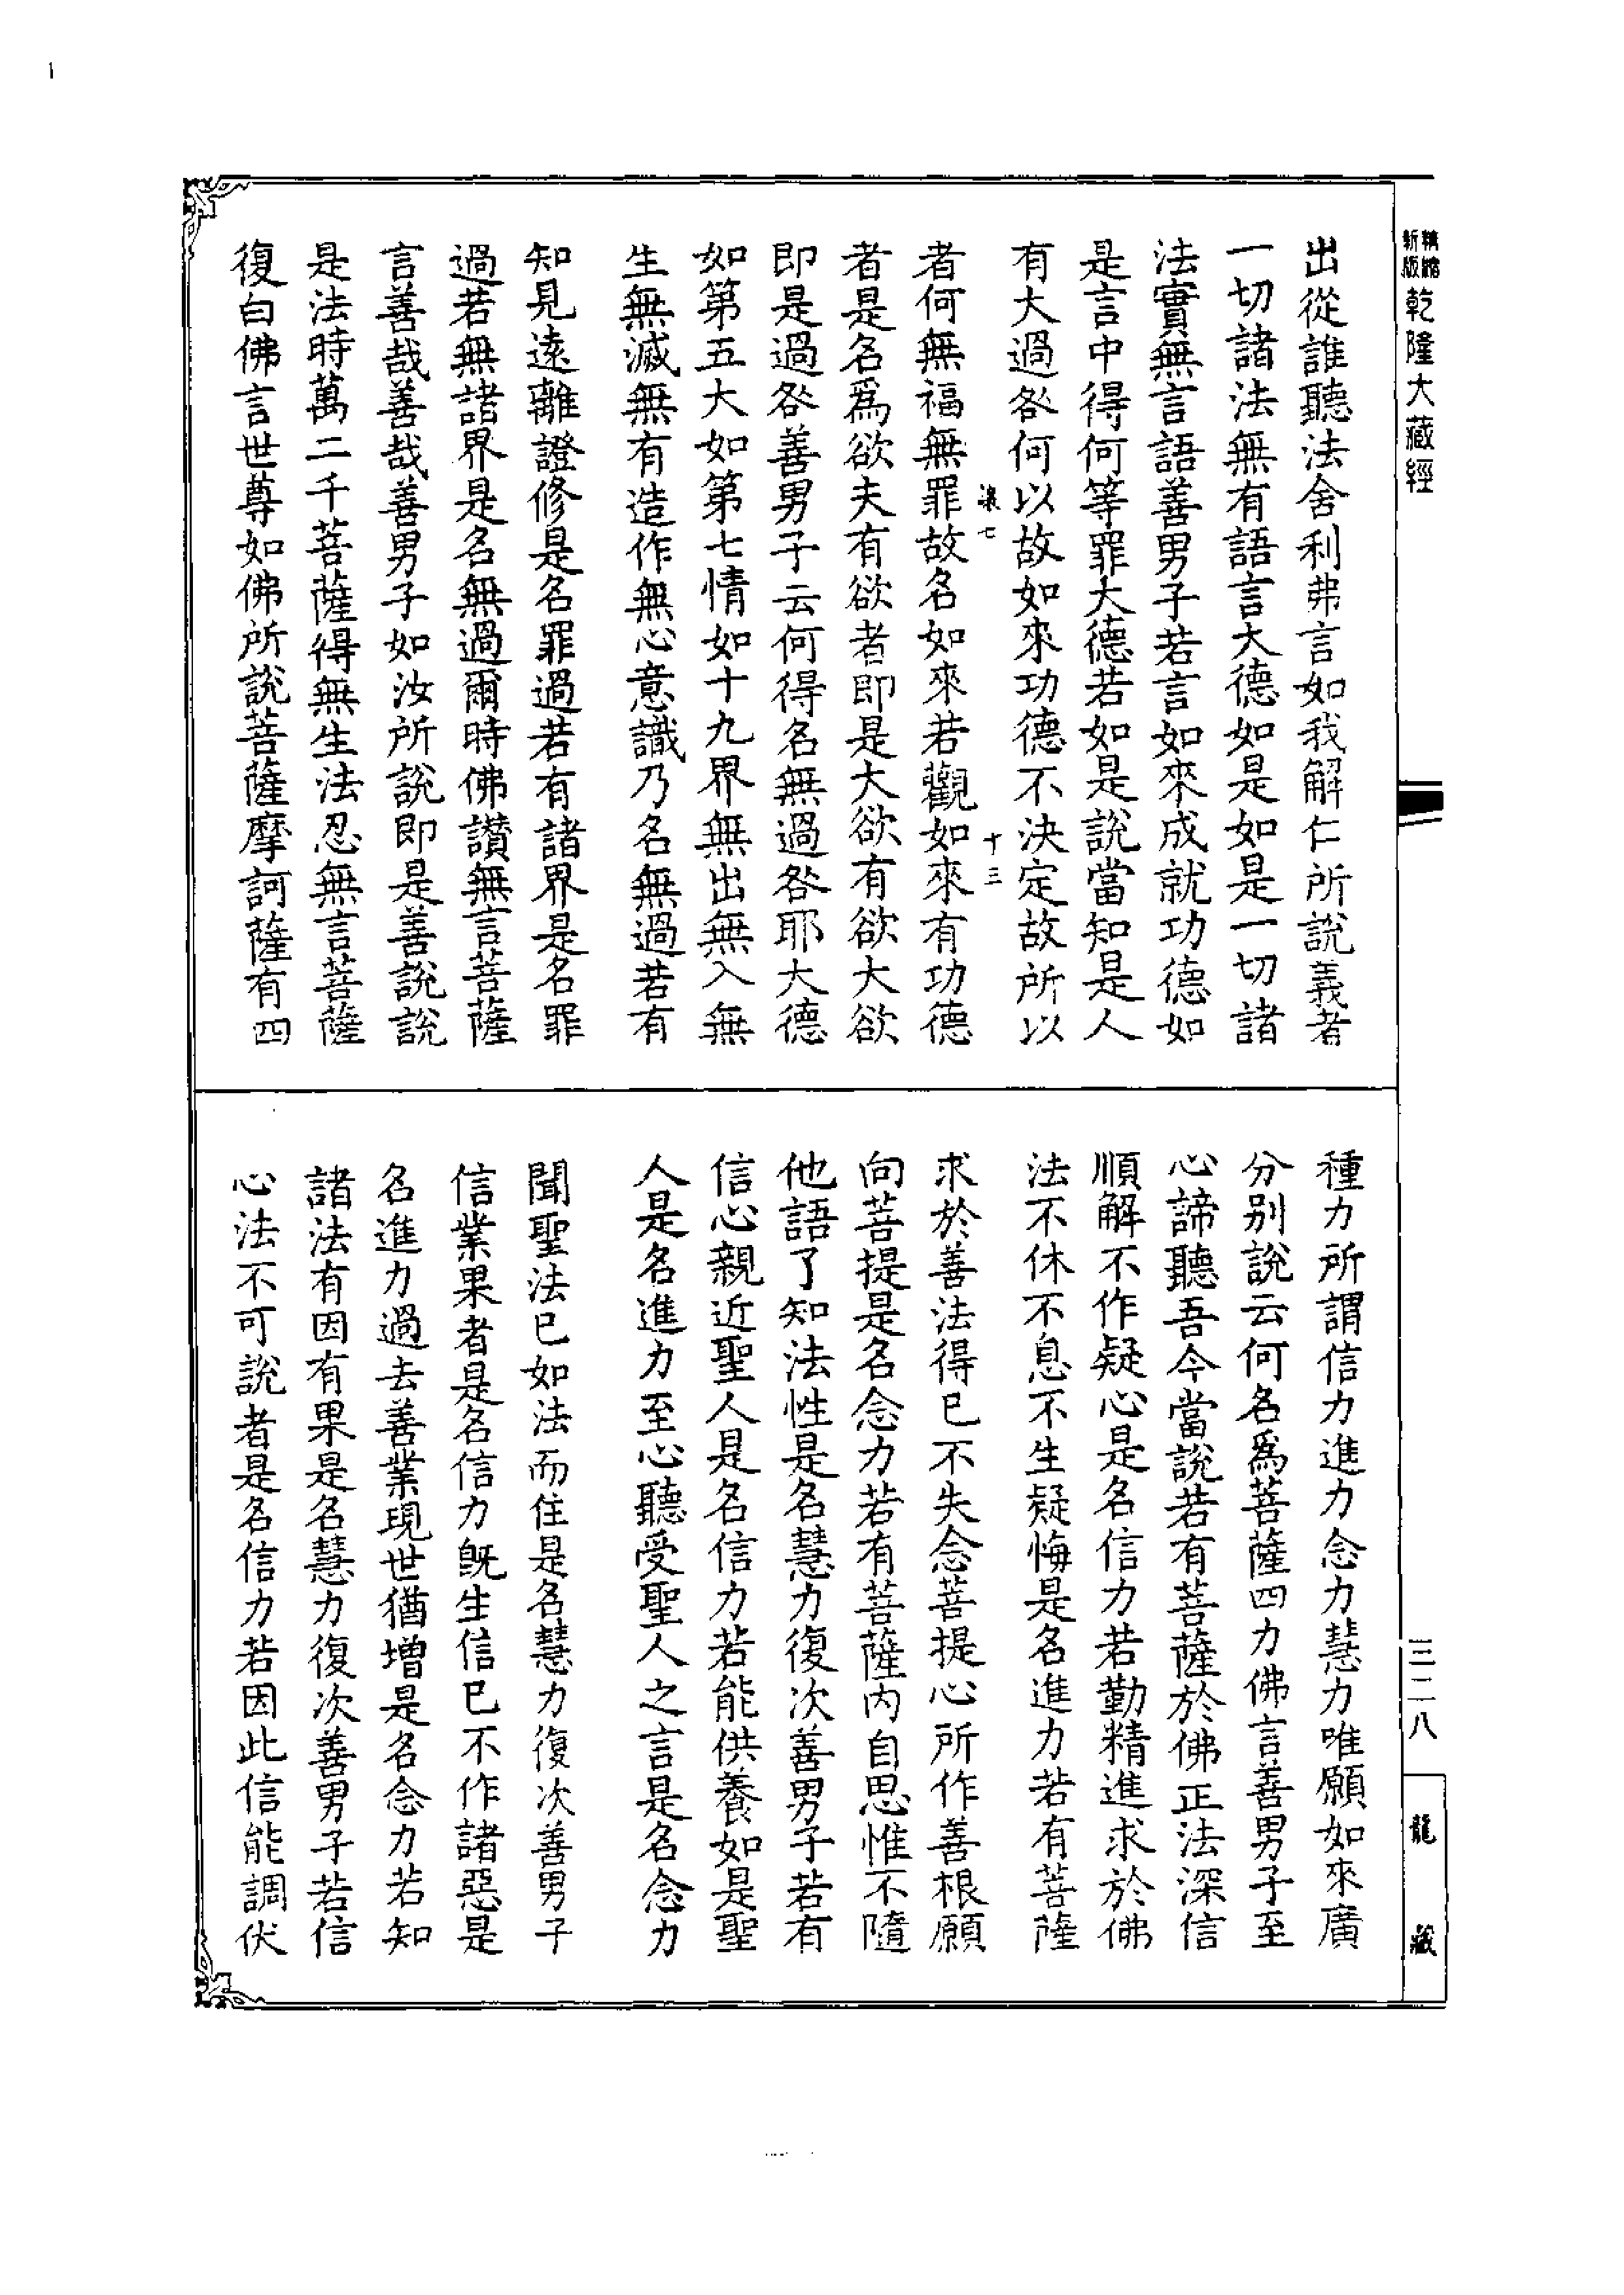 精縮
新版
乾隆大藏經
出從誰聽法舍利弗言如我解仁所說義者
一切諸法無有語言大德如是如是一切諸
法實無言語善男子若言如來成就功德如
是言中得何等罪大德若如是說當知是人
有大過咎何以故如來功德不決定故所以
十三
者何無福無罪故名如來若觀如來有功德
者是名爲欲夫有欲者即是大欲有欲大欲
即是過咎善男子云何得名無過咎耶大德
如第五大如第七情如十九界無出無入無
生無滅無有造作無心意識乃名無過若有
知見遠離證修是名罪過若有諸界是名罪
過若無諸界是名無過爾時佛讚無言菩薩
言善哉善哉善男子如汝所說即是善說說
是法時萬二千菩薩得無生法忍無言菩薩
復白佛言世尊如佛所說菩薩摩訶薩有四
種力所謂信力進力念力慧力唯願如來廣
分別說云何名爲菩薩四力佛言善男子至
心諦聽吾今當說若有菩薩於佛正法深信
順解不作疑心是名信力若勤精進求於佛
法不休不息不生疑悔是名進力若有菩薩
求於善法得已不失念菩提心所作善根願
向菩提是名念力若有菩薩內自思惟不隨
他語了知法性是名慧力復次善男子若有
信心親近聖人是名信力若能供養如是聖
人是名進力至心聽受聖人之言是名念力
聞聖法已如法而住是名慧力復次善男子
信業果者是名信力既生信已不作諸惡是
名進力過去善業現世猶增是名念力若知
諸法有因有果是名慧力復次善男子若信
心法不可說者是名信力若因此信能調伏
三二八
龍藏